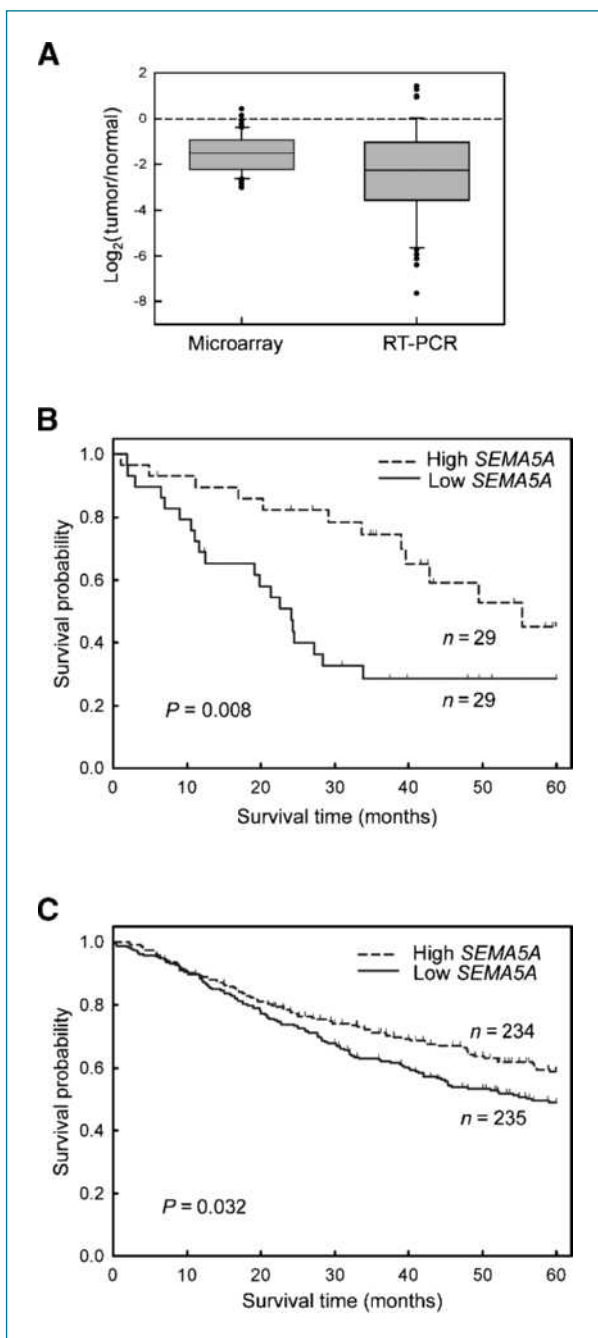 A
Log2(tumor/normal)
2
0
-2
-4
-6
-8
Microarray RT-PCR
B
Survival probability
1.0
0.8
0.6
0.4
0.2
0.0
High SEMA5A
Low SEMA5A
n = 29
n = 29
P = 0.008
0 10 20 30 40 50 60
Survival time (months)
C
Survival probability
1.0
0.8
0.6
0.4
0.2
0.0
High SEMA5A
Low SEMA5A
n = 234
n = 235
P = 0.032
0 10 20 30 40 50 60
Survival time (months)